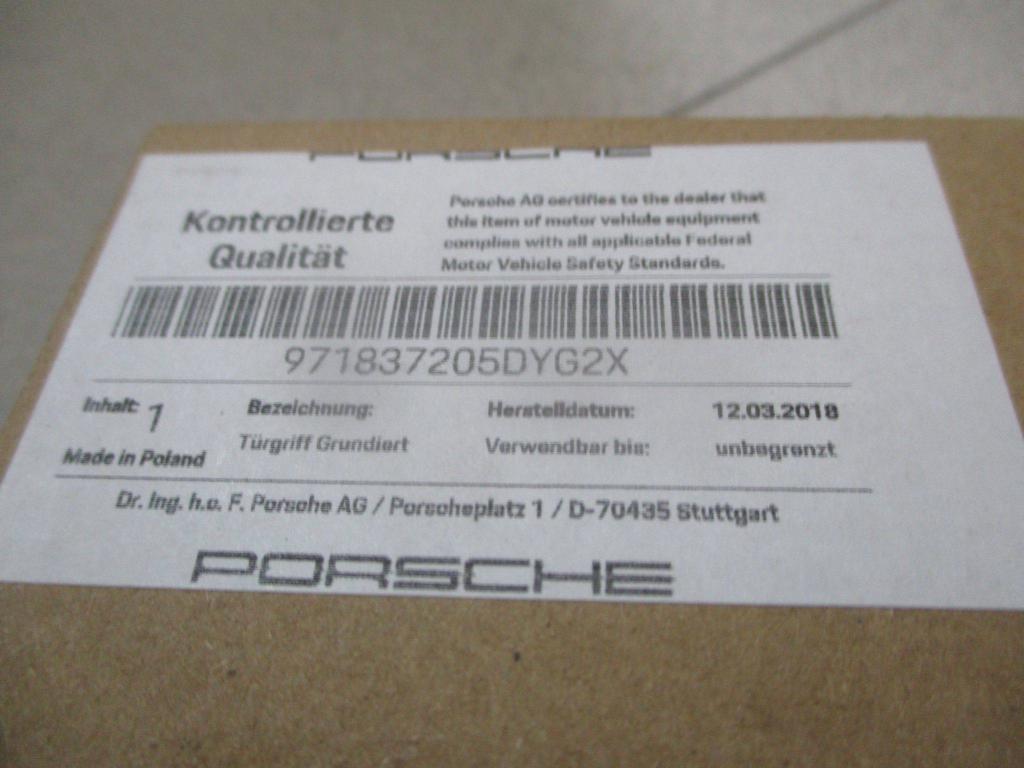 PORSCHE
Kontrollierte
Qualität
Porsche AG certifies to the dealer that
this item of motor vehicle equipment
complies with all applicable Federal
Motor Vehicle Safety Standards.
971837205DYG2X
Inhalt: 1
Made in Poland
Bezeichnung:
Türgriff Grundiert
Herstelldatum: 12.03.2018
Verwendbar bis: unbegrenzt
Dr. Ing. h.c. F. Porsche AG / Porscheplatz 1 / D-70435 Stuttgart
PORSCHE